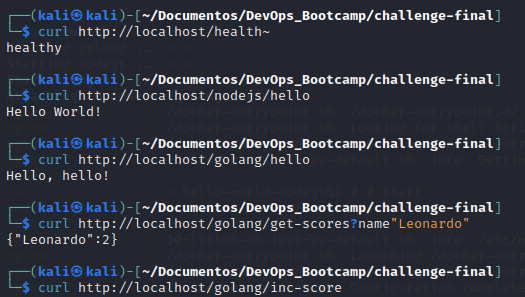 ┌──(kali㉿kali)-[~/Documentos/DevOps_Bootcamp/challenge-final]
└─$ curl http://localhost/health~
healthy
┌──(kali㉿kali)-[~/Documentos/DevOps_Bootcamp/challenge-final]
└─$ curl http://localhost/nodejs/hello
Hello World!
┌──(kali㉿kali)-[~/Documentos/DevOps_Bootcamp/challenge-final]
└─$ curl http://localhost/golang/hello
Hello, hello!
┌──(kali㉿kali)-[~/Documentos/DevOps_Bootcamp/challenge-final]
└─$ curl http://localhost/golang/get-scores?name"Leonardo"
{"Leonardo":2}
┌──(kali㉿kali)-[~/Documentos/DevOps_Bootcamp/challenge-final]
└─$ curl http://localhost/golang/inc-score